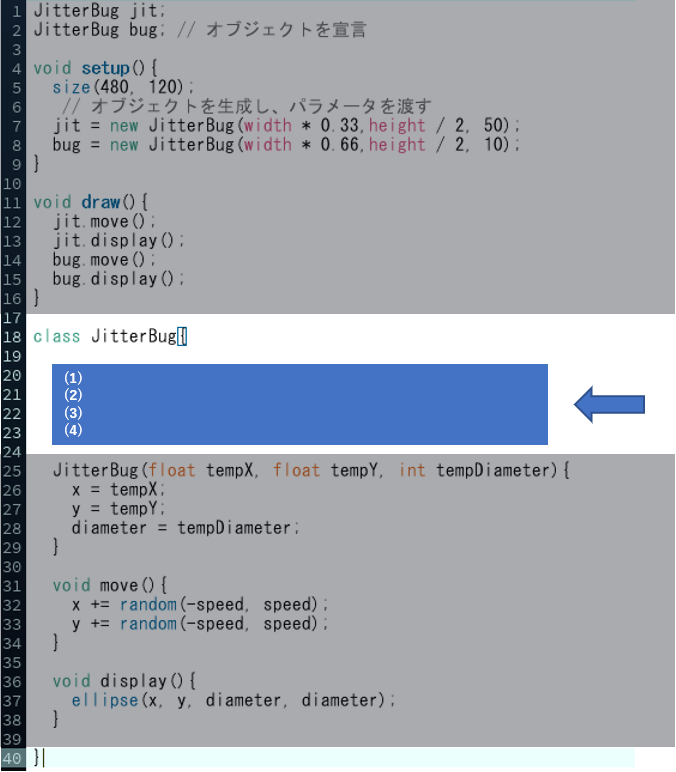 1 JitterBug jit;
2 JitterBug bug; // オブジェクトを宣言
3
4 void setup(){
5 size(480, 120);
6 // オブジェクトを生成し、パラメータを渡す
7 jit = new JitterBug(width * 0.33,height / 2, 50);
8 bug = new JitterBug(width * 0.66,height / 2, 10);
9 }
10
11 void draw(){
12 jit.move();
13 jit.display();
14 bug.move();
15 bug.display();
16 }
17
18 class JitterBug{
19
20 (1)
21 (2)
22 (3)
23 (4)
24
25 JitterBug(float tempX, float tempY, int tempDiameter){
26 x = tempX;
27 y = tempY;
28 diameter = tempDiameter;
29 }
30
31 void move(){
32 x += random(-speed, speed);
33 y += random(-speed, speed);
34 }
35
36 void display(){
37 ellipse(x, y, diameter, diameter);
38 }
39
40 }